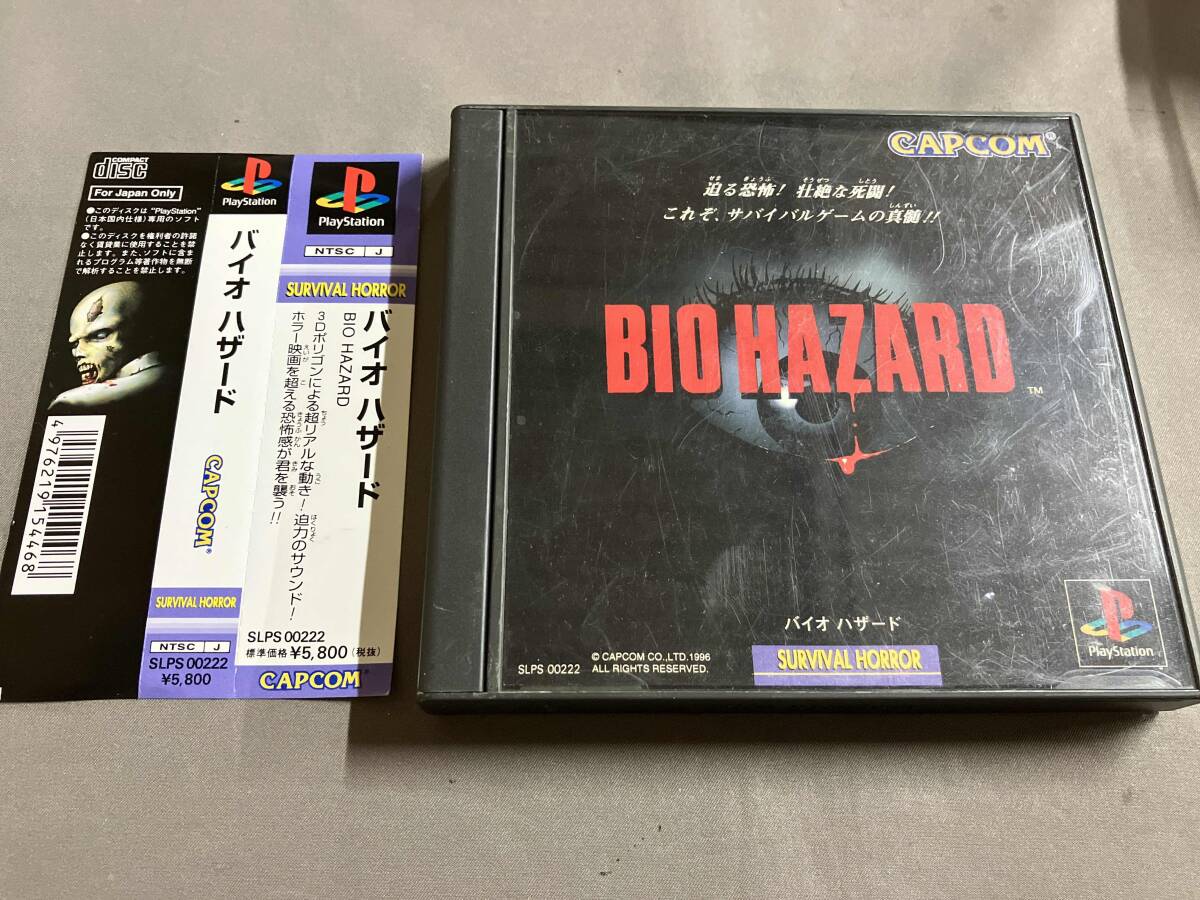 COMPACT
disc
For Japan Only
●このディスクは"PlayStation"
(日本国内仕様)専用のソフト
です。
●このディスクを権利者の許諾
なく賃貸業に使用することを禁
止します。また、ソフトに含ま
れるプログラム等著作物を無断
で解析することを禁止します。
4976219154468
PlayStation
バイオ ハザード
CAPCOM®
SURVIVAL HORROR
NTSC J
SLPS 00222
¥5,800
PlayStation
NTSC J
SURVIVAL HORROR
バイオ ハザード
BIO HAZARD
3Dポリゴンによる超リアルな動き!迫力のサウンド!
ホラー映画を超える恐怖感が君を襲う!!
SLPS 00222
標準価格 ¥5,800(税抜)
CAPCOM®
CAPCOM®
迫る恐怖! 壮絶な死闘!
これぞ、サバイバルゲームの真髄!!
BIO HAZARD™
バイオ ハザード
SLPS 00222
© CAPCOM CO.,LTD.1996
ALL RIGHTS RESERVED.
SURVIVAL HORROR
PlayStation